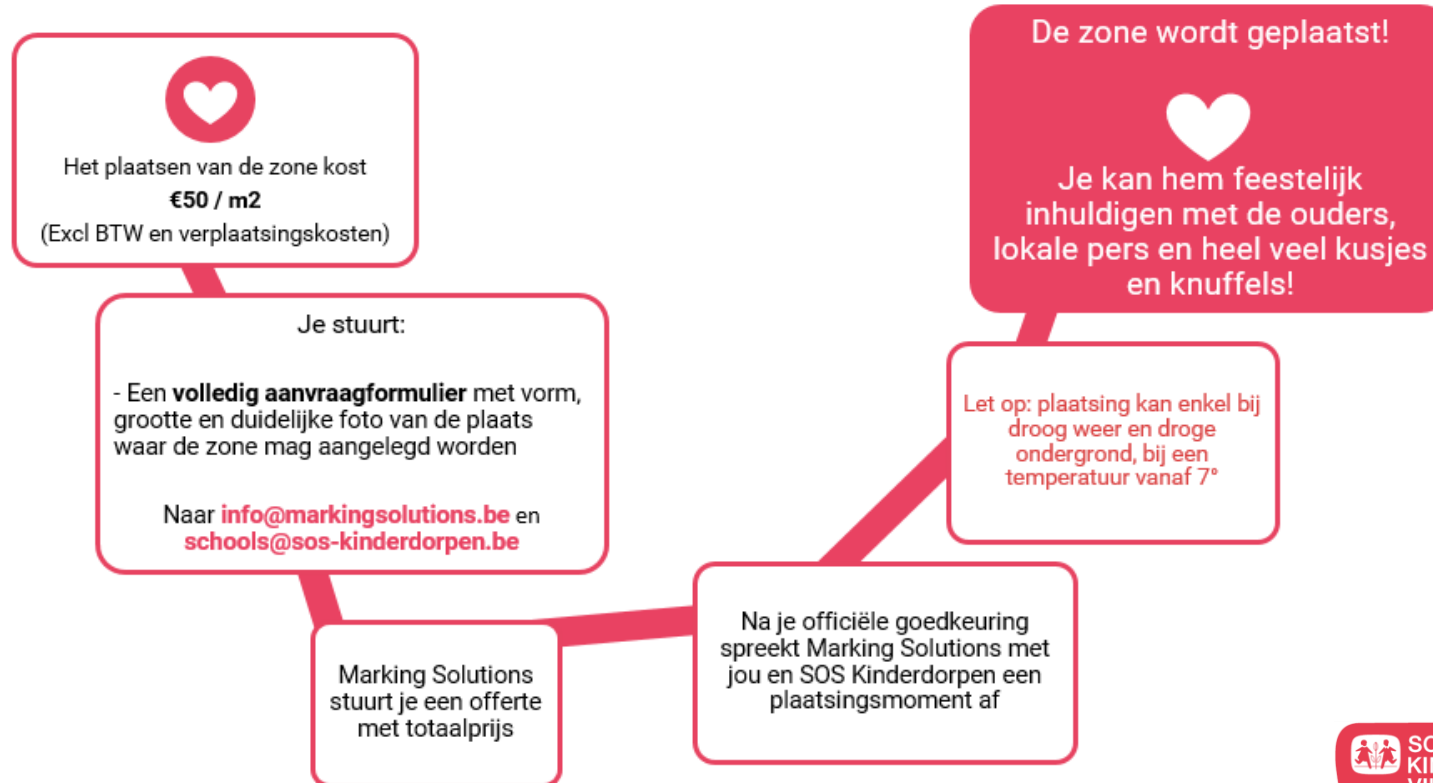 Het plaatsen van de zone kost
€50 / m2
(Excl BTW en verplaatsingskosten)
Je stuurt:
- Een volledig aanvraagformulier met vorm,
grootte en duidelijke foto van de plaats
waar de zone mag aangelegd worden
Naar info@markingsolutions.be en
schools@sos-kinderdorpen.be
Marking Solutions
stuurt je een offerte
met totaalprijs
Na je officiële goedkeuring
spreekt Marking Solutions met
jou en SOS Kinderdorpen een
plaatsingsmoment af
Let op: plaatsing kan enkel bij
droog weer en droge
ondergrond, bij een
temperatuur vanaf 7°
De zone wordt geplaatst!
Je kan hem feestelijk
inhuldigen met de ouders,
lokale pers en heel veel kusjes
en knuffels!